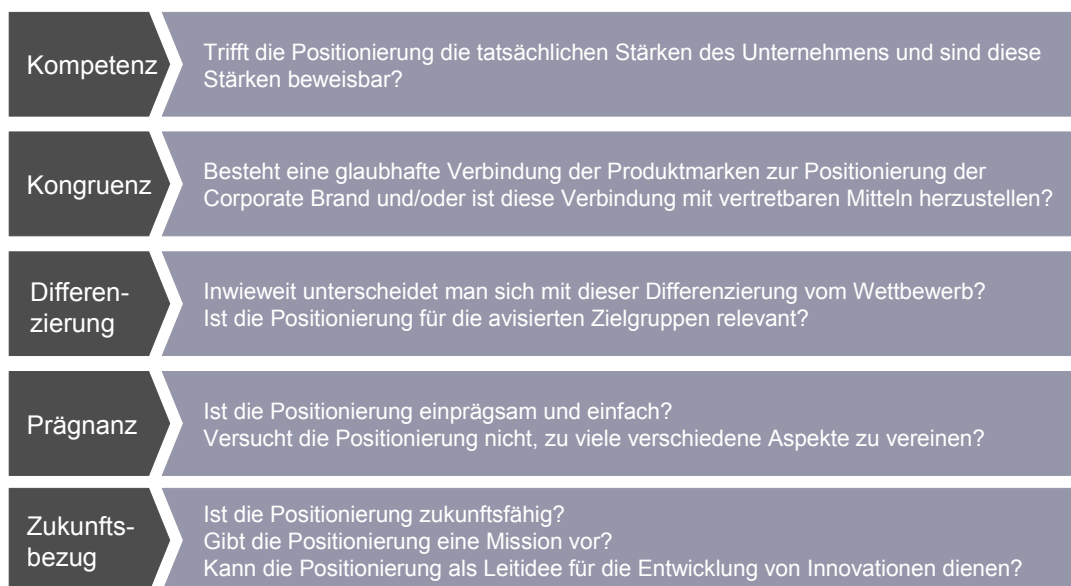 Kompetenz
Trifft die Positionierung die tatsächlichen Stärken des Unternehmens und sind diese
Stärken beweisbar?
Kongruenz
Besteht eine glaubhafte Verbindung der Produktmarken zur Positionierung der
Corporate Brand und/oder ist diese Verbindung mit vertretbaren Mitteln herzustellen?
Differen-
zierung
Inwieweit unterscheidet man sich mit dieser Differenzierung vom Wettbewerb?
Ist die Positionierung für die avisierten Zielgruppen relevant?
Prägnanz
Ist die Positionierung einprägsam und einfach?
Versucht die Positionierung nicht, zu viele verschiedene Aspekte zu vereinen?
Zukunfts-
bezug
Ist die Positionierung zukunftsfähig?
Gibt die Positionierung eine Mission vor?
Kann die Positionierung als Leitidee für die Entwicklung von Innovationen dienen?